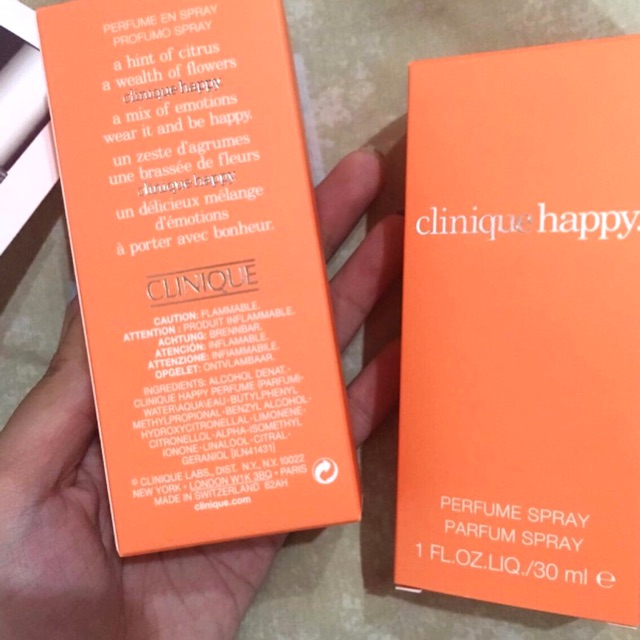 PERFUME EN SPRAY
PROFUMO SPRAY
a hint of citrus
a wealth of flowers
clinique happy
a mix of emotions
wear it and be happy.
un zeste d'agrumes
une brassée de fleurs
clinique happy
un délicieux mélange
d'émotions
à porter avec bonheur.
CLINIQUE
CAUTION: FLAMMABLE.
ATTENTION : PRODUIT INFLAMMABLE.
ACHTUNG: BRENNBAR.
ATENCIÓN: INFLAMABLE.
ATTENZIONE: INFIAMMABILE.
OPGELET: ONTVLAMBAAR.
INGREDIENTS: ALCOHOL DENAT.·
CLINIQUE HAPPY PERFUME (PARFUM)·
WATER\AQUA\EAU·BUTYLPHENYL
METHYLPROPIONAL·BENZYL ALCOHOL·
HYDROXYCITRONELLAL·LIMONENE·
CITRONELLOL·ALPHA-ISOMETHYL
IONONE·LINALOOL·CITRAL·
GERANIOL [ILN41421]
© CLINIQUE LABS, DIST. N.Y., N.Y. 10022
NEW YORK · LONDON W1K 3BQ · PARIS
MADE IN SWITZERLAND 62AH
clinique.com
clinique happy.
PERFUME SPRAY
PARFUM SPRAY
1 FL.OZ.LIQ./30 ml ℮